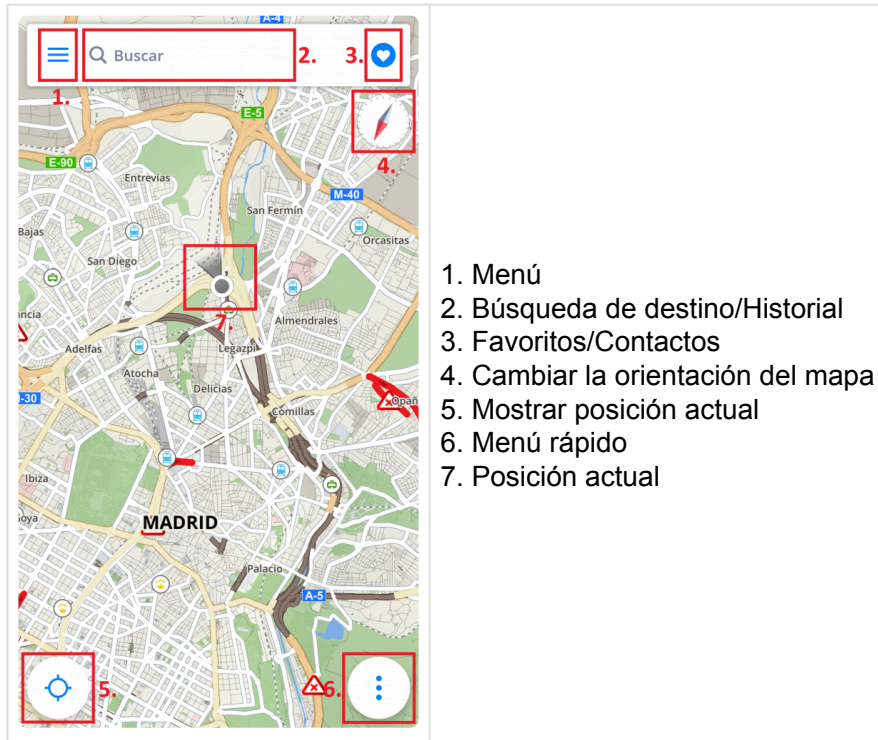 A-4
Buscar
2.
3.
1.
E-5
4.
E-90
Entrevias
M-40
San Fermín
Bajas
Orcasitas
San Diego
ncia
7.
Almendrales
Adelfas
Legazpi
Atocha
Delicias
-30
Opañ
Comillas
Ibiza
Goya
MADRID
Palacio
A-5
5.
6.
1. Menú
2. Búsqueda de destino/Historial
3. Favoritos/Contactos
4. Cambiar la orientación del mapa
5. Mostrar posición actual
6. Menú rápido
7. Posición actual